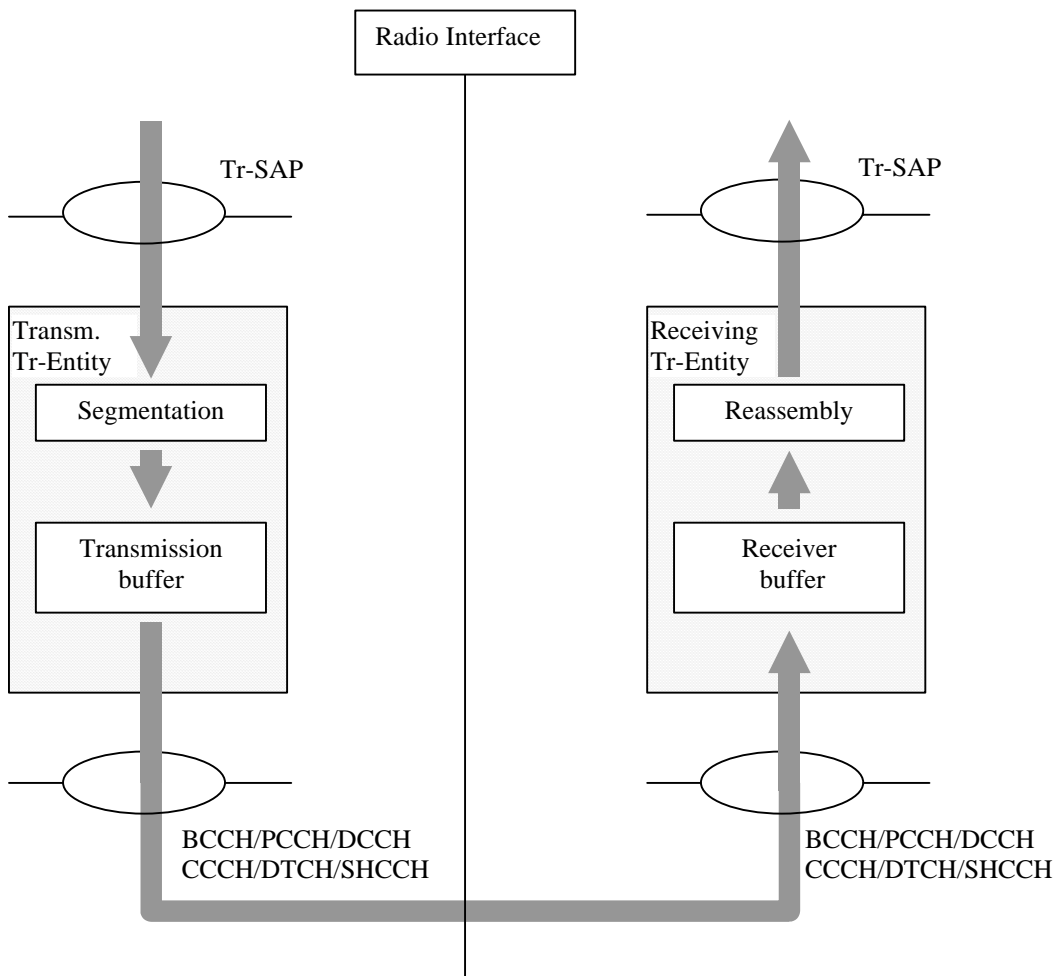 Radio Interface
Tr-SAP
Tr-SAP
Transm.
Tr-Entity
Receiving
Tr-Entity
Segmentation
Reassembly
Transmission
buffer
Receiver
buffer
BCCH/PCCH/DCCH
CCCH/DTCH/SHCCH
BCCH/PCCH/DCCH
CCCH/DTCH/SHCCH